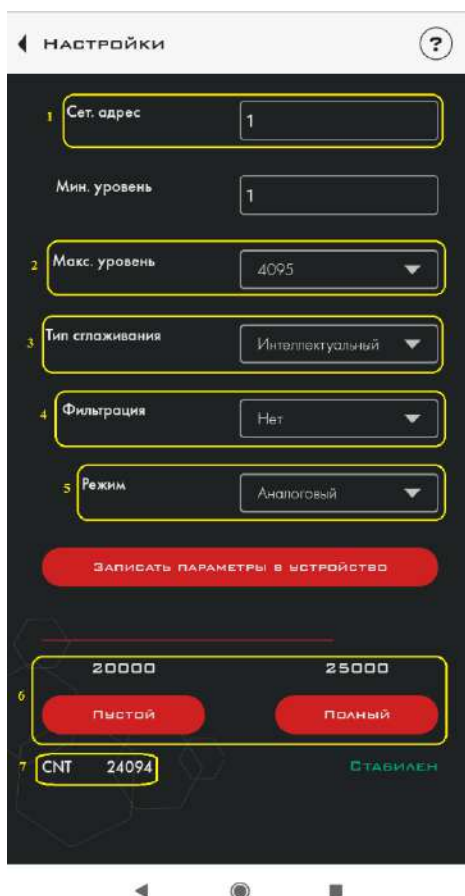 Настройки ?
1 Сет. адрес 1
Мин. уровень 1
2 Макс. уровень 4095
3 Тип сглаживания Интеллектуальный
4 Фильтрация Нет
5 Режим Аналоговый
Записать параметры в устройство
20000 25000
6 Пустой Полный
7 CNT 24094 Стабилен